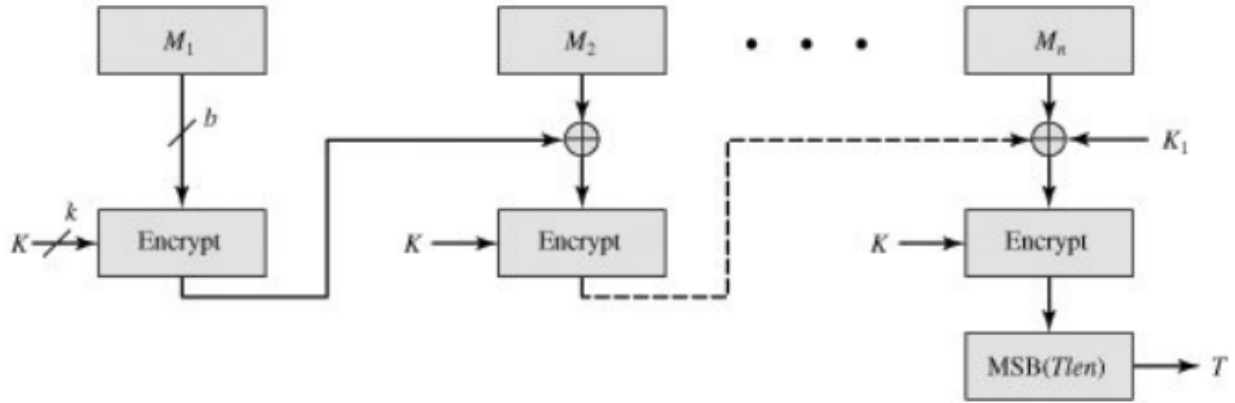 M1 M2 • • • Mn
b
K1
k
K Encrypt K Encrypt K Encrypt
MSB(Tlen) T